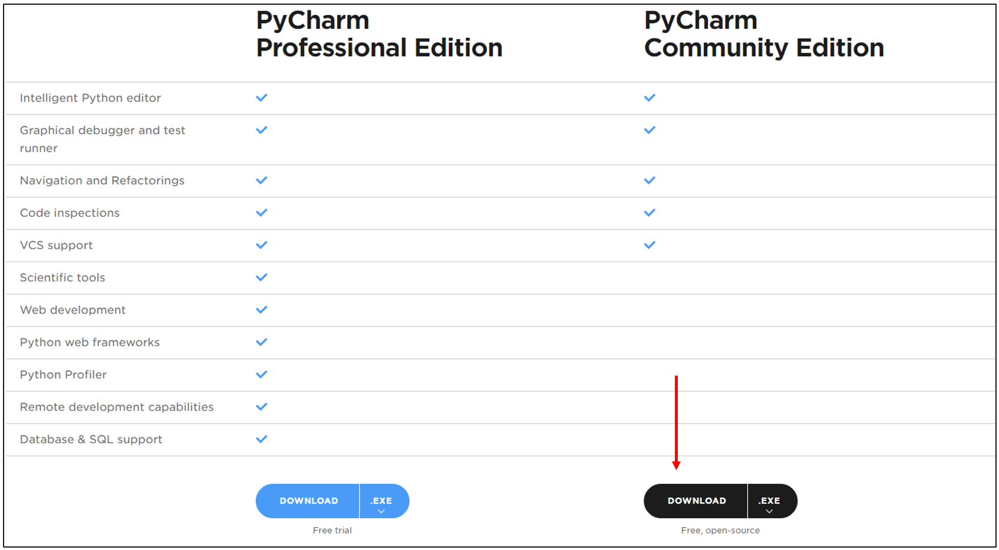 PyCharm
Professional Edition
PyCharm
Community Edition
Intelligent Python editor
Graphical debugger and test
runner
Navigation and Refactorings
Code inspections
VCS support
Scientific tools
Web development
Python web frameworks
Python Profiler
Remote development capabilities
Database & SQL support
DOWNLOAD .EXE
Free trial
DOWNLOAD .EXE
Free, open-source